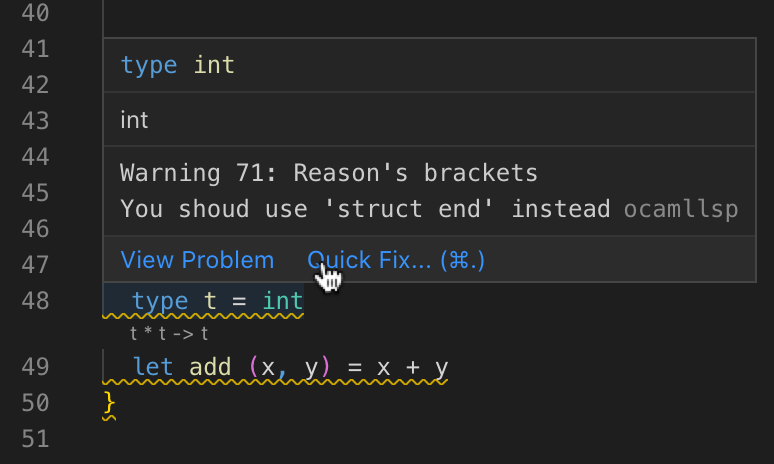 40
41
type int
42
43
int
44
Warning 71: Reason's brackets
45
You shoud use 'struct end' instead ocamllsp
46
47
View Problem Quick Fix... (⌘.)
48 type t = int
t * t -> t
49 let add (x, y) = x + y
50 }
51